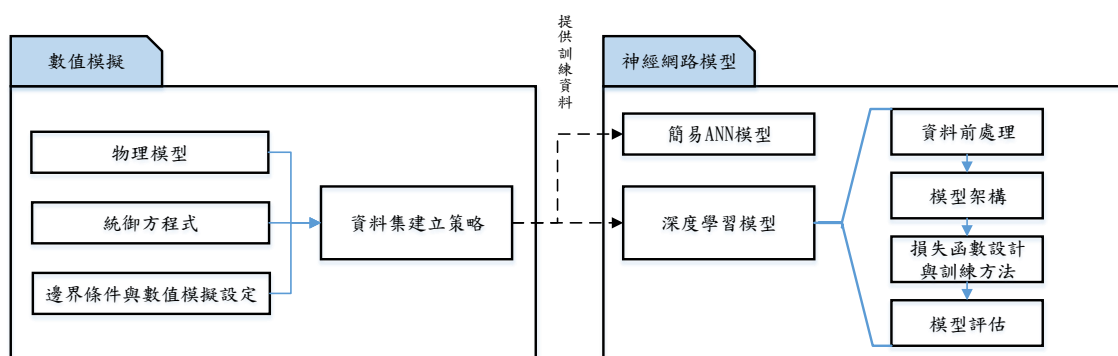 數值模擬
物理模型
統御方程式
邊界條件與數值模擬設定
資料集建立策略
提供訓練資料
神經網路模型
簡易ANN模型
深度學習模型
資料前處理
模型架構
損失函數設計
與訓練方法
模型評估